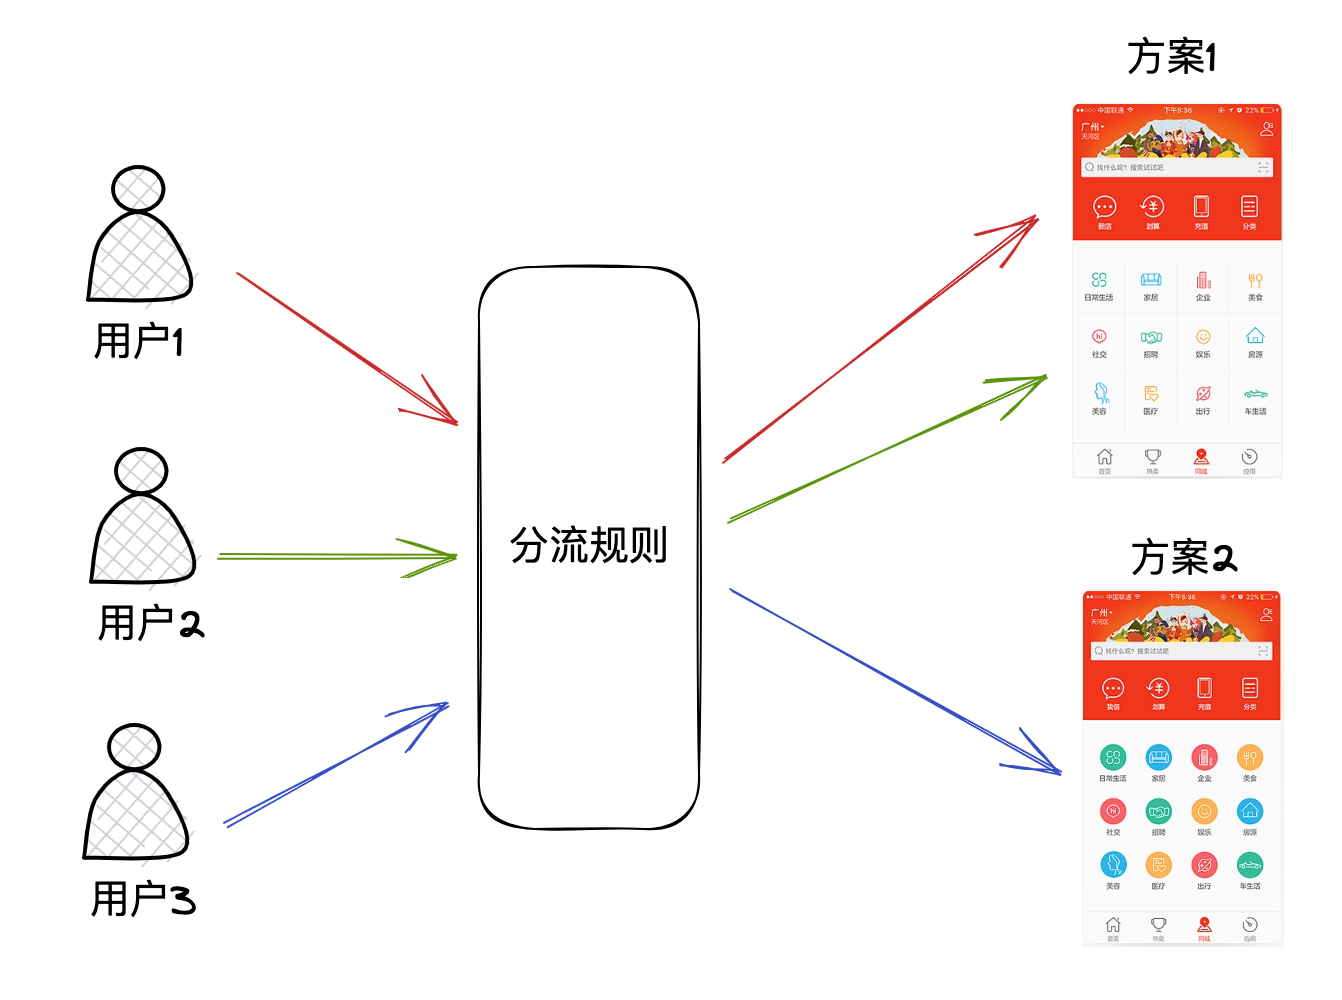 用户1
用户2
用户3
分流规则
方案1
中国联通 下午5:36 22%
广州
天河区
找什么呢？搜索试试吧
我信 划算 充值 分类
日常生活 家居 企业 美食
hi
社交 招聘 娱乐 房源
美容 医疗 出行 车生活
首页 热卖 同城 应用
方案2
中国联通 下午5:36 22%
广州
天河区
找什么呢？搜索试试吧
我信 划算 充值 分类
日常生活 家居 企业 美食
hi
社交 招聘 娱乐 房源
美容 医疗 出行 车生活
首页 热卖 同城 应用